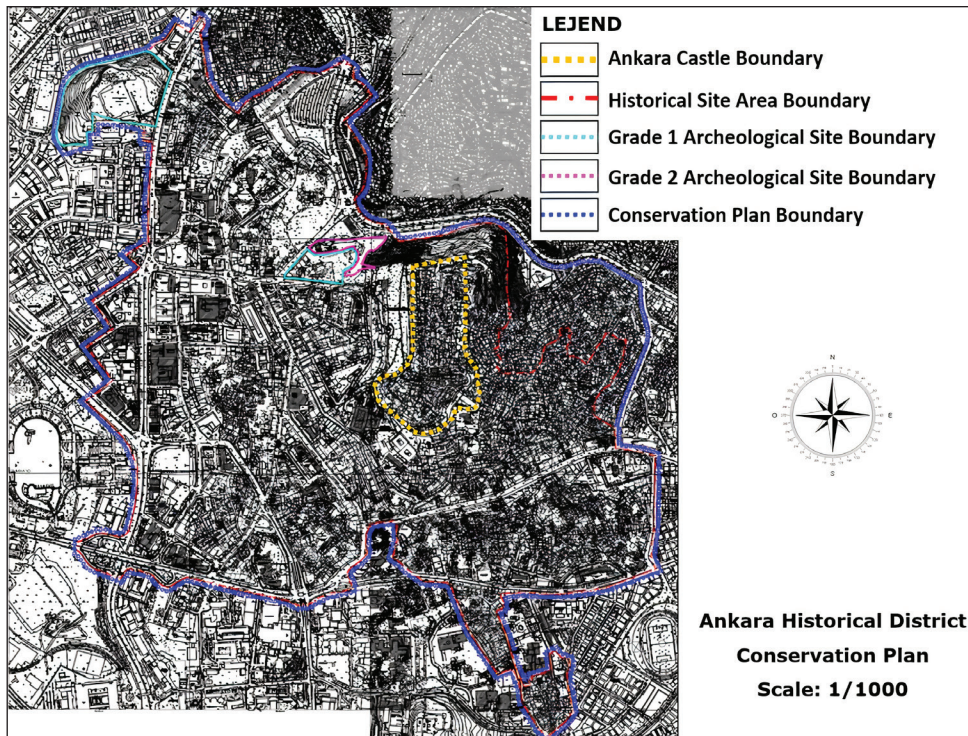 LEJEND
Ankara Castle Boundary
Historical Site Area Boundary
Grade 1 Archeological Site Boundary
Grade 2 Archeological Site Boundary
Conservation Plan Boundary
N
O
E
S
Ankara Historical District
Conservation Plan
Scale: 1/1000